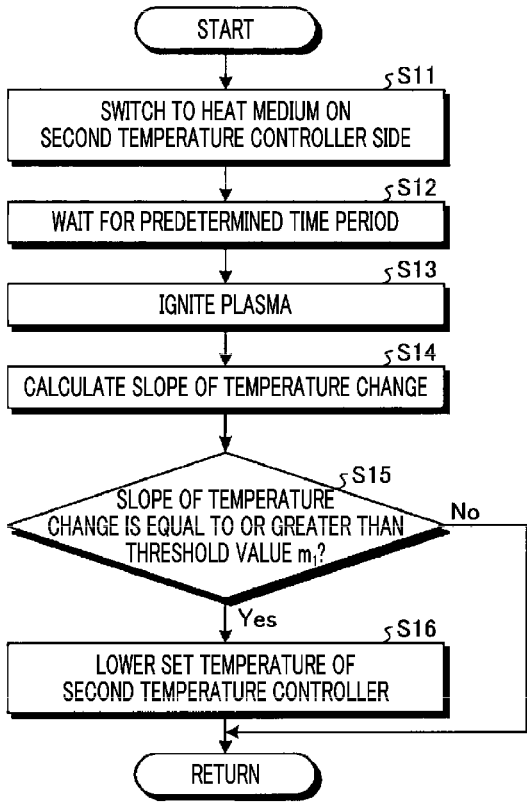 START
S11
SWITCH TO HEAT MEDIUM ON
SECOND TEMPERATURE CONTROLLER SIDE
S12
WAIT FOR PREDETERMINED TIME PERIOD
S13
IGNITE PLASMA
S14
CALCULATE SLOPE OF TEMPERATURE CHANGE
S15
SLOPE OF TEMPERATURE
CHANGE IS EQUAL TO OR GREATER THAN
THRESHOLD VALUE m₁?
No
Yes
S16
LOWER SET TEMPERATURE OF
SECOND TEMPERATURE CONTROLLER
RETURN